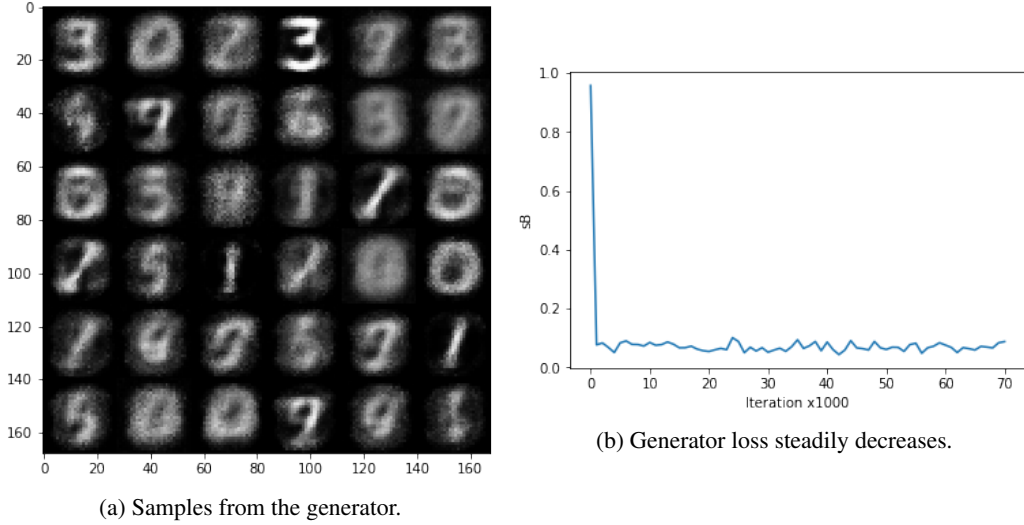 0
20
40
60
80
100
120
140
160
0 20 40 60 80 100 120 140 160
(a) Samples from the generator.
1.0
0.8
0.6
0.4
0.2
0.0
sB
0 10 20 30 40 50 60 70
Iteration x1000
(b) Generator loss steadily decreases.